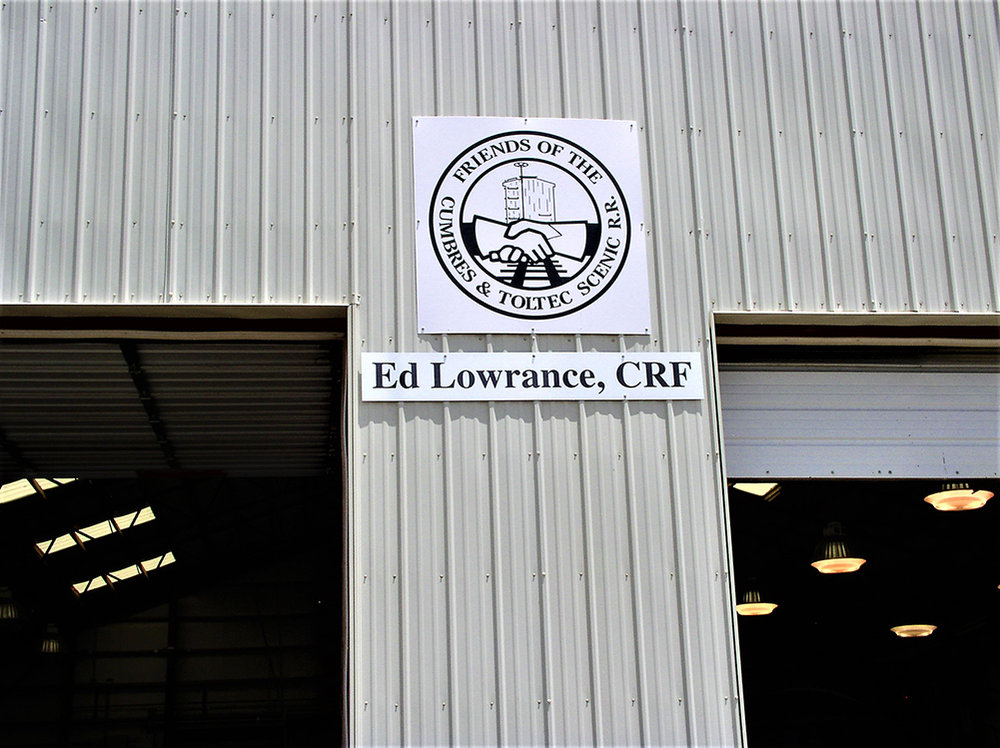 FRIENDS OF THE
CUMBRES & TOLTEC SCENIC R.R.
Ed Lowrance, CRF